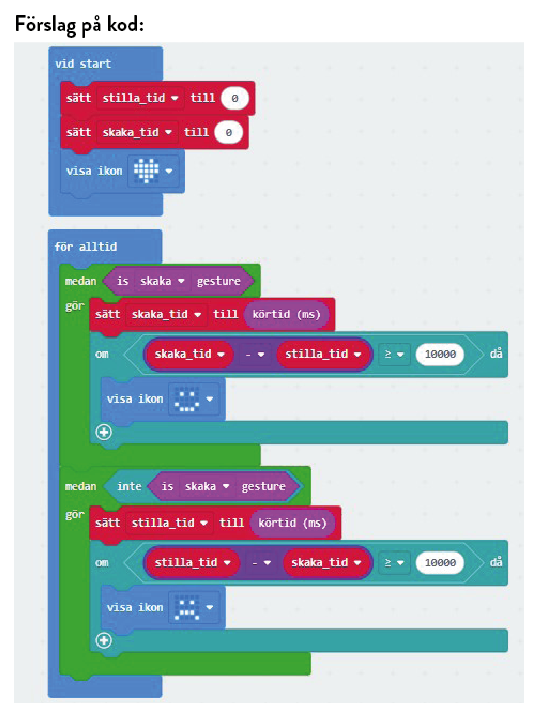 Förslag på kod:
vid start
sätt stilla_tid till 0
sätt skaka_tid till 0
visa ikon
för alltid
medan is skaka gesture
gör sätt skaka_tid till körtid (ms)
om skaka_tid - stilla_tid ≥ 10000 då
visa ikon
medan inte is skaka gesture
gör sätt stilla_tid till körtid (ms)
om stilla_tid - skaka_tid ≥ 10000 då
visa ikon